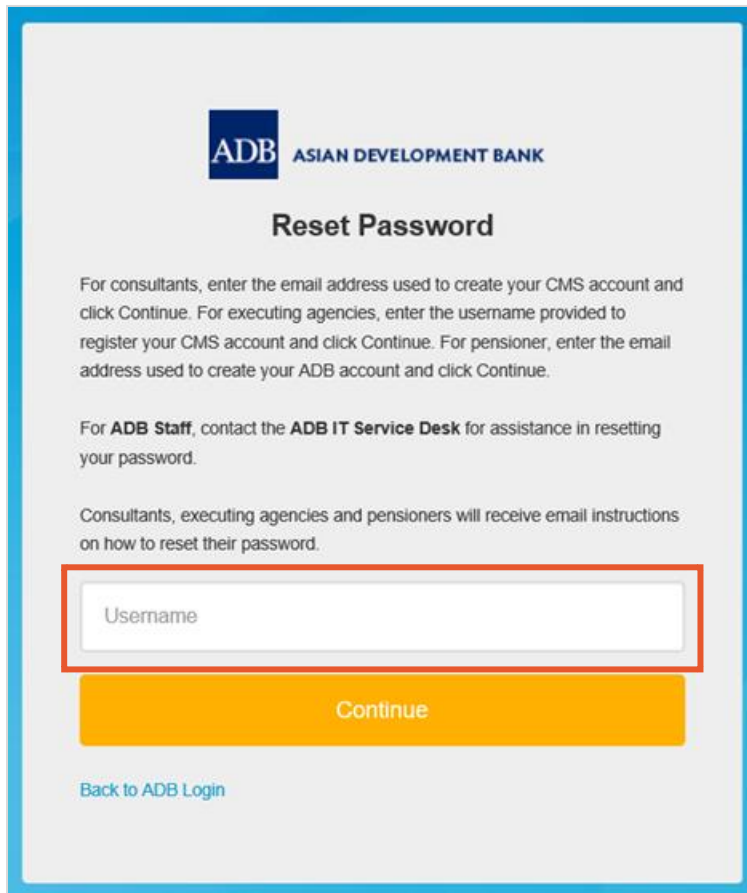 ADB ASIAN DEVELOPMENT BANK
Reset Password
For consultants, enter the email address used to create your CMS account and
click Continue. For executing agencies, enter the username provided to
register your CMS account and click Continue. For pensioner, enter the email
address used to create your ADB account and click Continue.
For ADB Staff, contact the ADB IT Service Desk for assistance in resetting
your password.
Consultants, executing agencies and pensioners will receive email instructions
on how to reset their password.
Username
Continue
Back to ADB Login